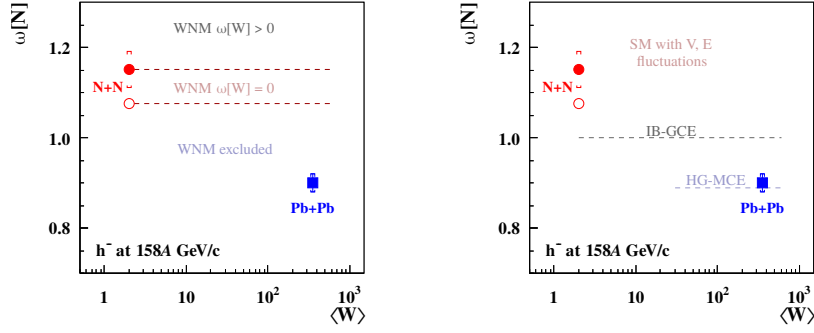 ω[N]
WNM ω[W] > 0
1.2
N+N
WNM ω[W] = 0
1.0
WNM excluded
0.8
Pb+Pb
h⁻ at 158A GeV/c
1
10
10²
10³
⟨W⟩
ω[N]
SM with V, E
fluctuations
1.2
N+N
IB-GCE
1.0
HG-MCE
0.8
Pb+Pb
h⁻ at 158A GeV/c
1
10
10²
10³
⟨W⟩